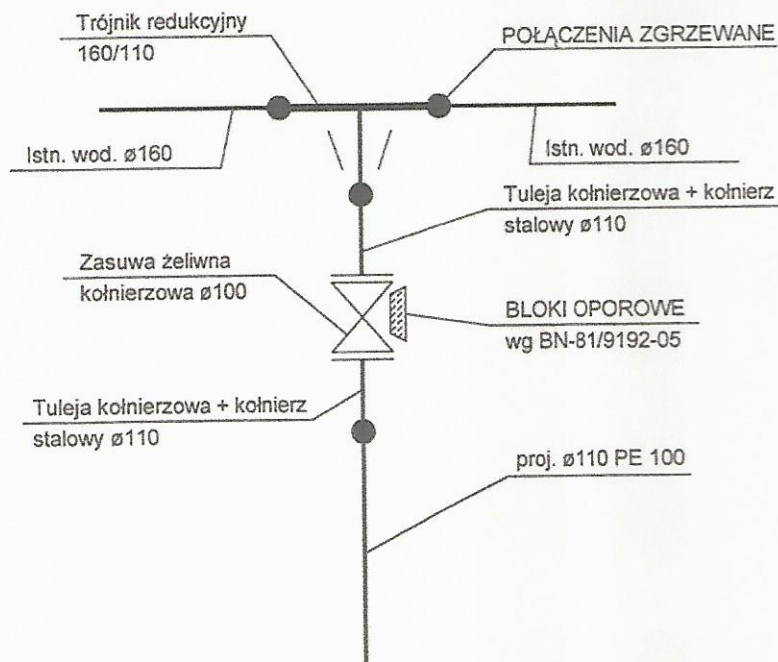 Trójnik redukcyjny
160/110
POŁĄCZENIA ZGRZEWANE
Istn. wod. ø160
Istn. wod. ø160
Tuleja kołnierzowa + kołnierz
stalowy ø110
Zasuwa żeliwna
kołnierzowa ø100
BLOKI OPOROWE
wg BN-81/9192-05
Tuleja kołnierzowa + kołnierz
stalowy ø110
proj. ø110 PE 100